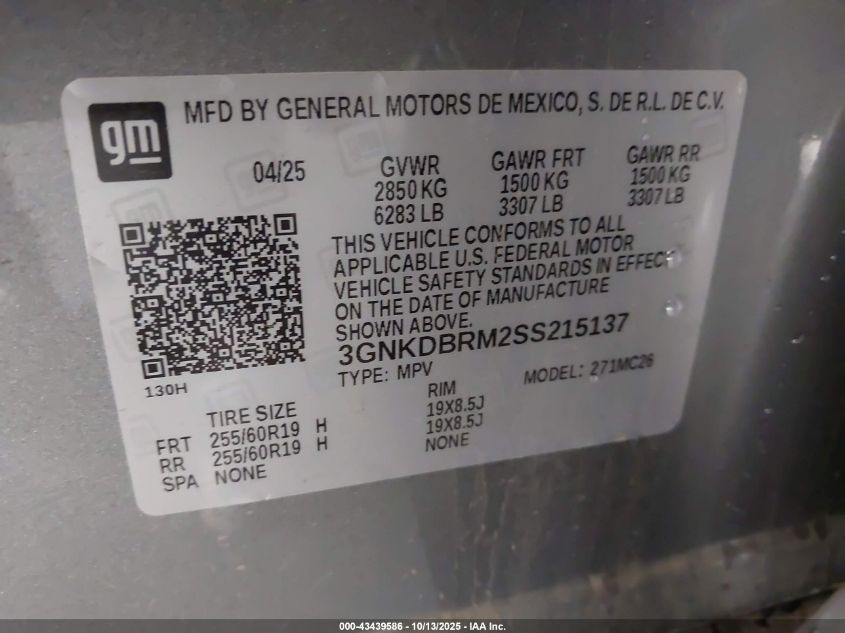 gm
MFD BY GENERAL MOTORS DE MEXICO, S. DE R.L. DE C.V.
04/25
GVWR
2850 KG
6283 LB
GAWR FRT
1500 KG
3307 LB
GAWR RR
1500 KG
3307 LB
THIS VEHICLE CONFORMS TO ALL
APPLICABLE U.S. FEDERAL MOTOR
VEHICLE SAFETY STANDARDS IN EFFECT
ON THE DATE OF MANUFACTURE
SHOWN ABOVE.
3GNKDBRM2SS215137
TYPE: MPV MODEL: 271MC26
130H
TIRE SIZE RIM
FRT 255/60R19 H 19X8.5J
RR 255/60R19 H 19X8.5J
SPA NONE NONE
000-43439586 - 10/13/2025 - IAA Inc.